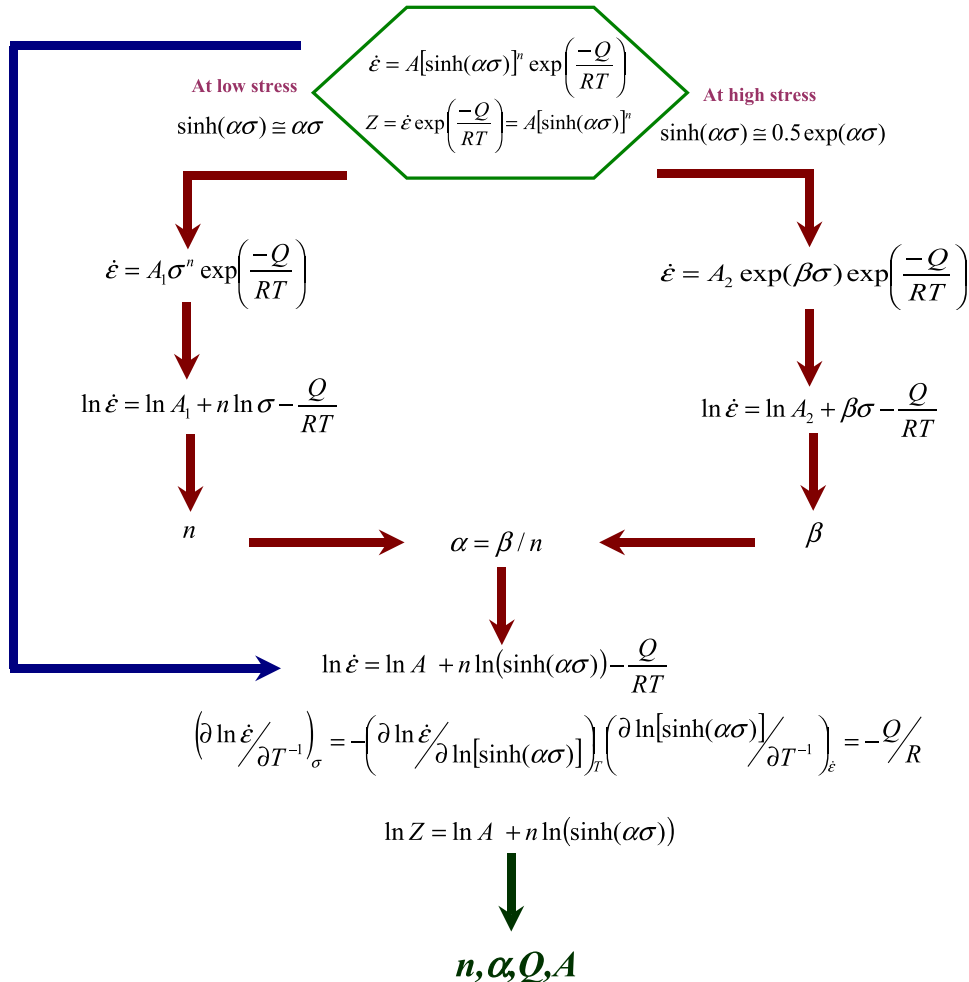 ε̇ = A[sinh(ασ)]ⁿ exp(−Q/RT)
At low stress
At high stress
Z = ε̇ exp(−Q/RT) = A[sinh(ασ)]ⁿ
sinh(ασ) ≅ ασ
sinh(ασ) ≅ 0.5 exp(ασ)
ε̇ = A₁σⁿ exp(−Q/RT)
ε̇ = A₂ exp(βσ) exp(−Q/RT)
ln ε̇ = ln A₁ + n ln σ − Q/RT
ln ε̇ = ln A₂ + βσ − Q/RT
n
β
α = β / n
ln ε̇ = ln A + n ln(sinh(ασ)) − Q/RT
(∂ ln ε̇/∂T⁻¹)_σ = −(∂ ln ε̇/∂ ln[sinh(ασ)])_T (∂ ln[sinh(ασ)]/∂T⁻¹)_ε̇ = −Q/R
ln Z = ln A + n ln(sinh(ασ))
n,α,Q,A